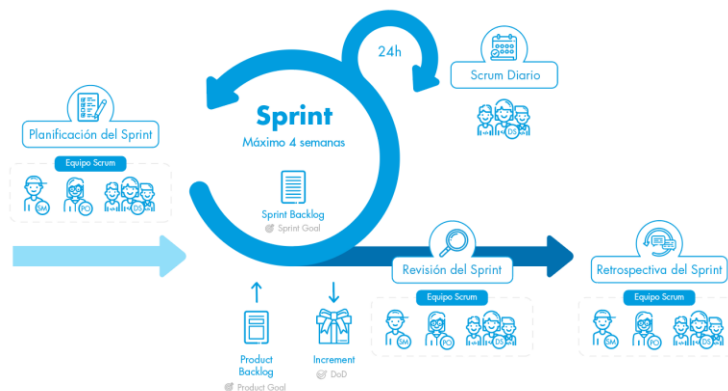 24h
Scrum Diario
DS
Planificación del Sprint
Equipo Scrum
SM
PO
DS
Sprint
Máximo 4 semanas
Sprint Backlog
Sprint Goal
Revisión del Sprint
Equipo Scrum
SM
PO
DS
Retrospectiva del Sprint
Equipo Scrum
SM
PO
DS
Product
Backlog
Product Goal
Increment
DoD